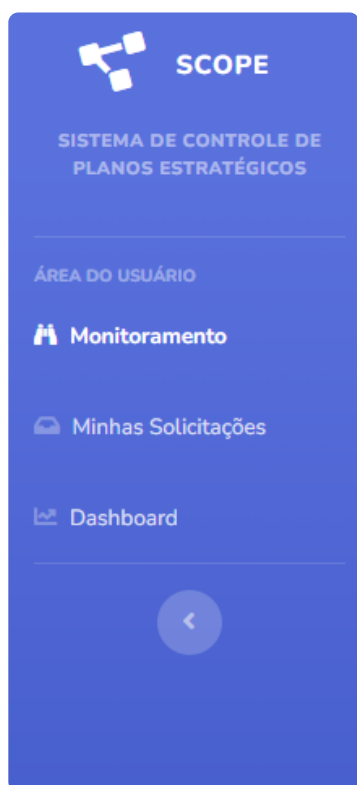 SCOPE
SISTEMA DE CONTROLE DE
PLANOS ESTRATÉGICOS
ÁREA DO USUÁRIO
Monitoramento
Minhas Solicitações
Dashboard